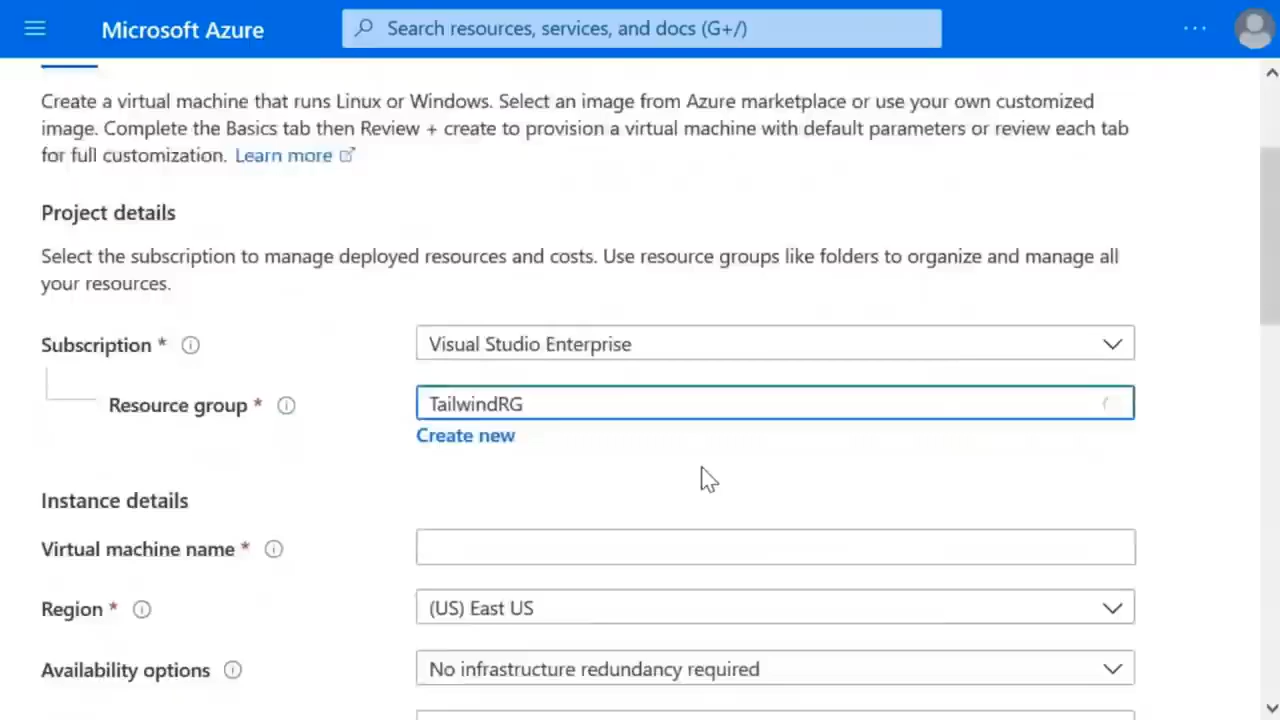 Microsoft Azure
Search resources, services, and docs (G+/)
Create a virtual machine that runs Linux or Windows. Select an image from Azure marketplace or use your own customized
image. Complete the Basics tab then Review + create to provision a virtual machine with default parameters or review each tab
for full customization. Learn more
Project details
Select the subscription to manage deployed resources and costs. Use resource groups like folders to organize and manage all
your resources.
Subscription * Visual Studio Enterprise
Resource group * TailwindRG
Create new
Instance details
Virtual machine name *
Region * (US) East US
Availability options No infrastructure redundancy required